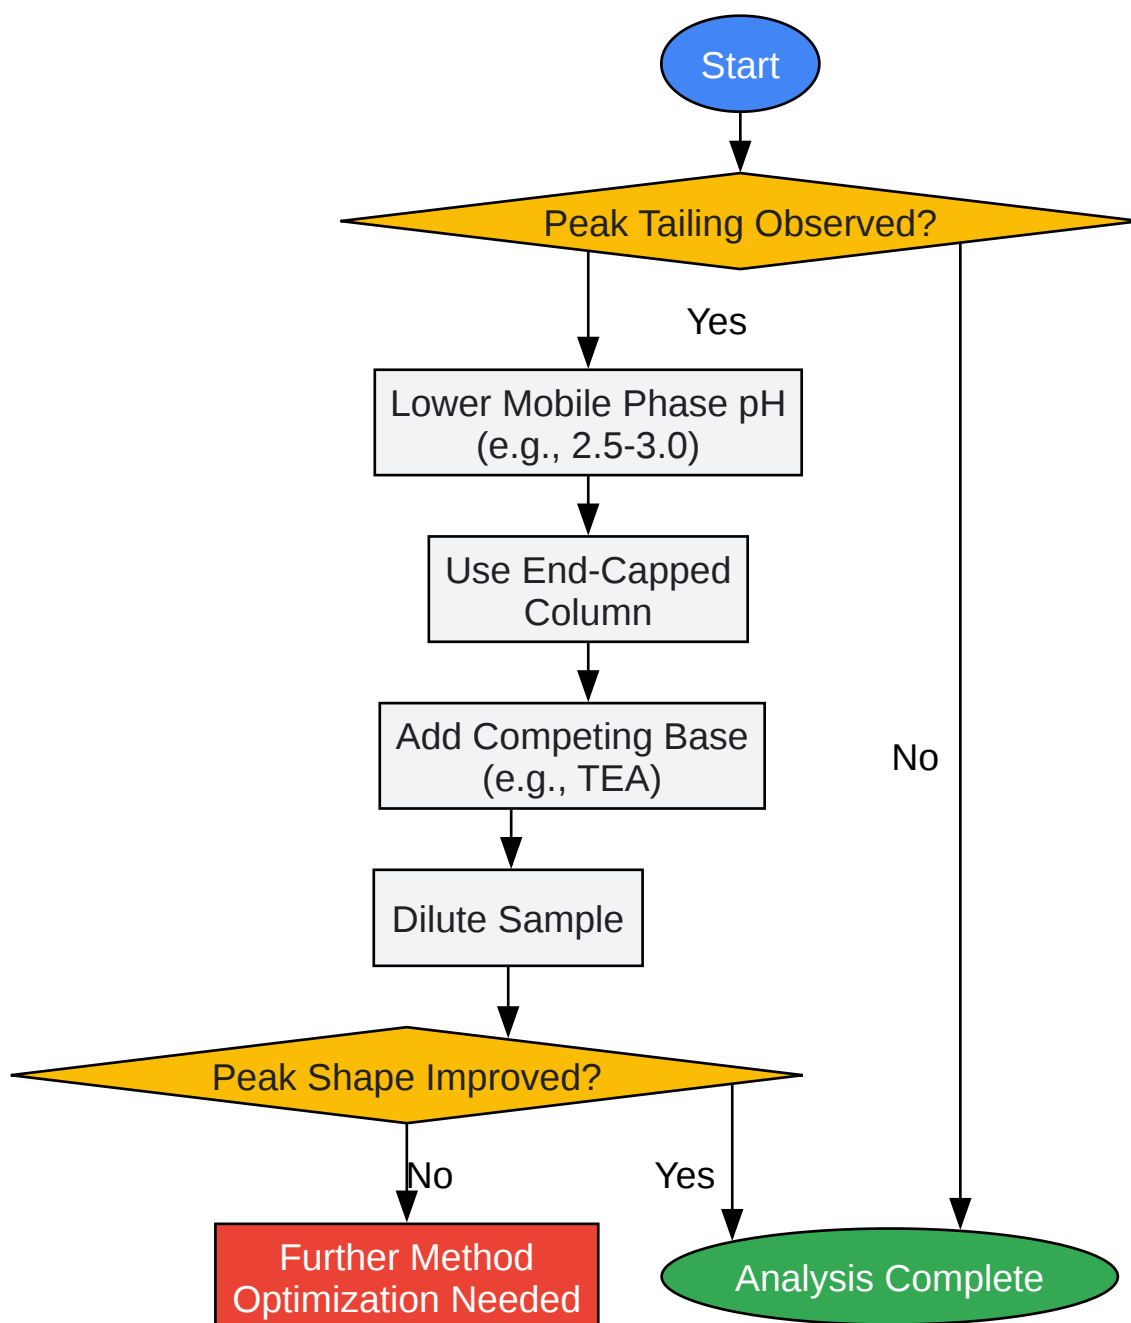 Start
Peak Tailing Observed?
Yes
Lower Mobile Phase pH
(e.g., 2.5-3.0)
Use End-Capped
Column
Add Competing Base
(e.g., TEA)
No
Dilute Sample
Peak Shape Improved?
No
Yes
Further Method
Optimization Needed
Analysis Complete